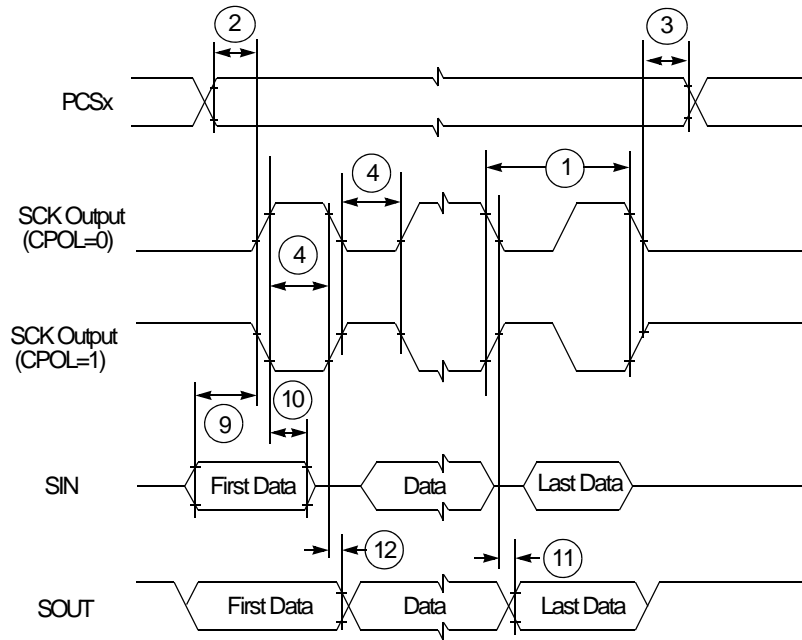 2
3
PCSx
4
1
SCK Output
(CPOL=0)
4
SCK Output
(CPOL=1)
9
10
SIN
First Data
Data
Last Data
12
11
SOUT
First Data
Data
Last Data